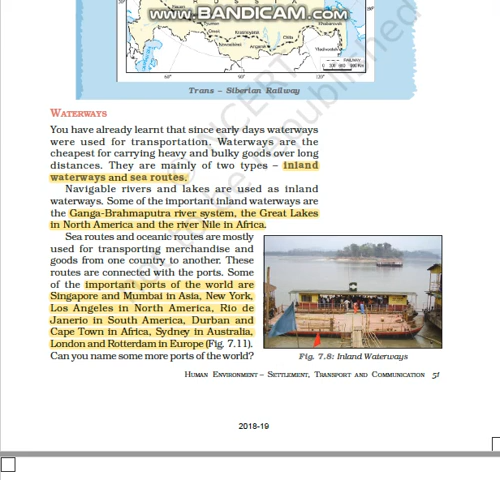 www.BANDICAM.com
Trans – Siberian Railway
WATERWAYS
You have already learnt that since early days waterways
were used for transportation. Waterways are the
cheapest for carrying heavy and bulky goods over long
distances. They are mainly of two types – inland
waterways and sea routes.
Navigable rivers and lakes are used as inland
waterways. Some of the important inland waterways are
the Ganga-Brahmaputra river system, the Great Lakes
in North America and the river Nile in Africa.
Sea routes and oceanic routes are mostly
used for transporting merchandise and
goods from one country to another. These
routes are connected with the ports. Some
of the important ports of the world are
Singapore and Mumbai in Asia, New York,
Los Angeles in North America, Rio de
Janerio in South America, Durban and
Cape Town in Africa, Sydney in Australia,
London and Rotterdam in Europe (Fig. 7.11).
Can you name some more ports of the world?
Fig. 7.8: Inland Waterways
HUMAN ENVIRONMENT – SETTLEMENT, TRANSPORT AND COMMUNICATION 51
2018-19